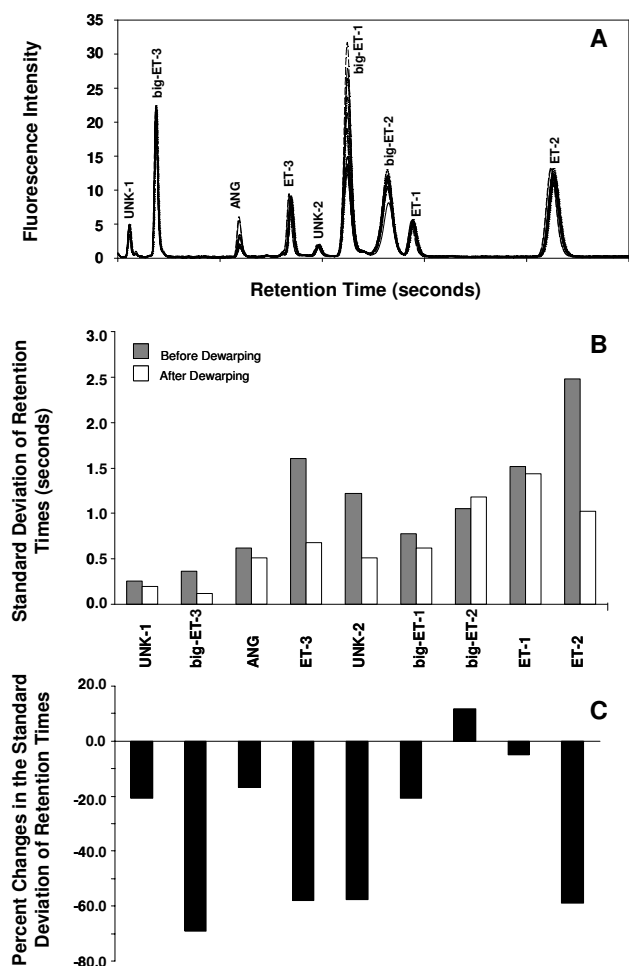 A
35
30
25
20
15
10
5
0
Fluorescence Intensity
UNK-1
big-ET-3
ANG
ET-3
UNK-2
big-ET-1
big-ET-2
ET-1
ET-2
Retention Time (seconds)
B
3.0
2.5
1.5
1.0
0.5
0.0
Standard Deviation of Retention
Times (seconds)
Before Dewarping
After Dewarping
UNK-1
big-ET-3
ANG
ET-3
UNK-2
big-ET-1
big-ET-2
ET-1
ET-2
C
20.0
0.0
-20.0
-40.0
-60.0
-80.0
Percent Changes in the Standard
Deviation of Retention Times